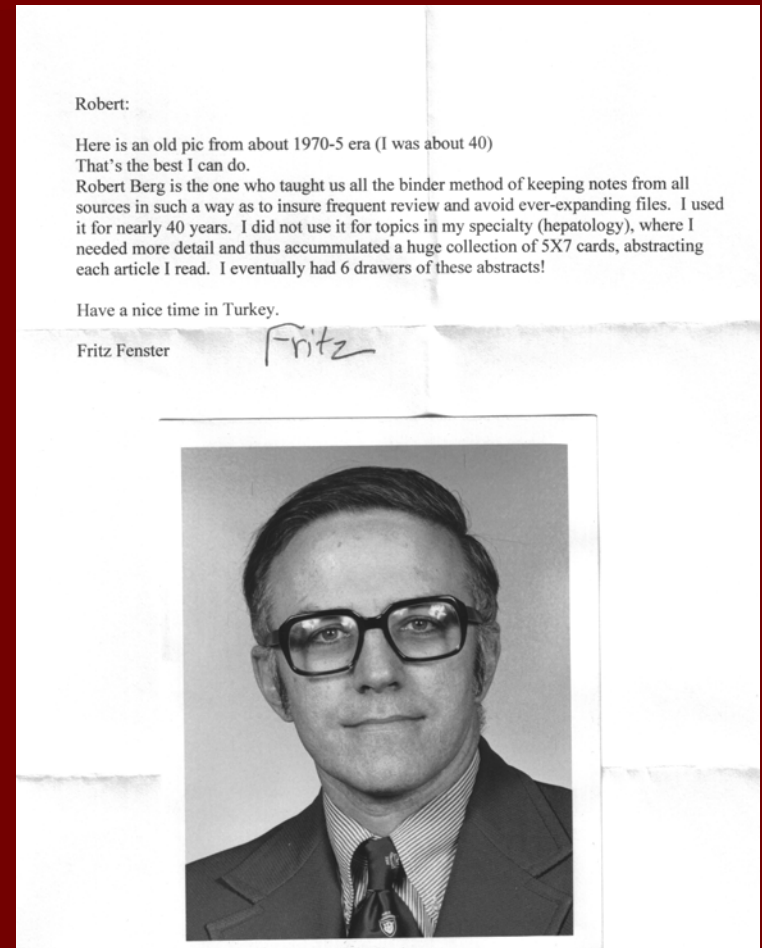 Robert:
Here is an old pic from about 1970-5 era (I was about 40)
That's the best I can do.
Robert Berg is the one who taught us all the binder method of keeping notes from all
sources in such a way as to insure frequent review and avoid ever-expanding files.  I used
it for nearly 40 years.  I did not use it for topics in my specialty (hepatology), where I
needed more detail and thus accummulated a huge collection of 5X7 cards, abstracting
each article I read.  I eventually had 6 drawers of these abstracts!
Have a nice time in Turkey.
Fritz Fenster Fritz